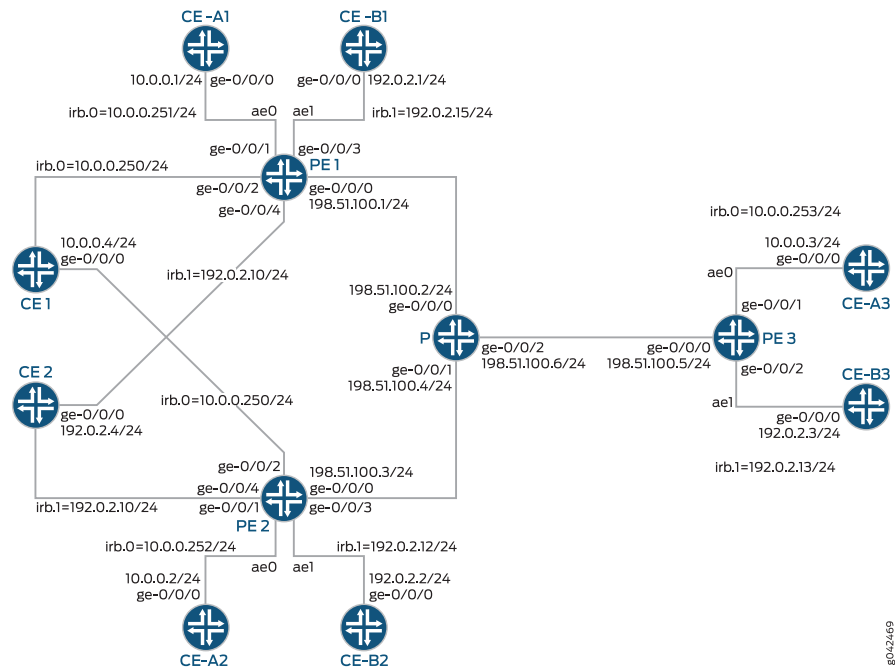 CE -A1
CE -B1
10.0.0.1/24
ge-0/0/0
ge-0/0/0
192.0.2.1/24
irb.0=10.0.0.251/24
ae0
ae1
irb.1=192.0.2.15/24
ge-0/0/1
ge-0/0/3
irb.0=10.0.0.250/24
PE 1
ge-0/0/2
ge-0/0/0
ge-0/0/4
198.51.100.1/24
irb.0=10.0.0.253/24
10.0.0.4/24
ge-0/0/0
10.0.0.3/24
ge-0/0/0
irb.1=192.0.2.10/24
ae0
198.51.100.2/24
ge-0/0/0
CE 1
CE-A3
ge-0/0/1
P
PE 3
ge-0/0/2
198.51.100.6/24
ge-0/0/0
198.51.100.5/24
ge-0/0/1
198.51.100.4/24
ge-0/0/2
CE 2
CE-B3
irb.0=10.0.0.250/24
ae1
ge-0/0/0
192.0.2.4/24
ge-0/0/0
192.0.2.3/24
irb.1=192.0.2.13/24
ge-0/0/2
198.51.100.3/24
ge-0/0/4
ge-0/0/0
irb.1=192.0.2.10/24
ge-0/0/1
ge-0/0/3
PE 2
irb.0=10.0.0.252/24
irb.1=192.0.2.12/24
ae0
ae1
10.0.0.2/24
ge-0/0/0
192.0.2.2/24
ge-0/0/0
CE-A2
CE-B2
g042469